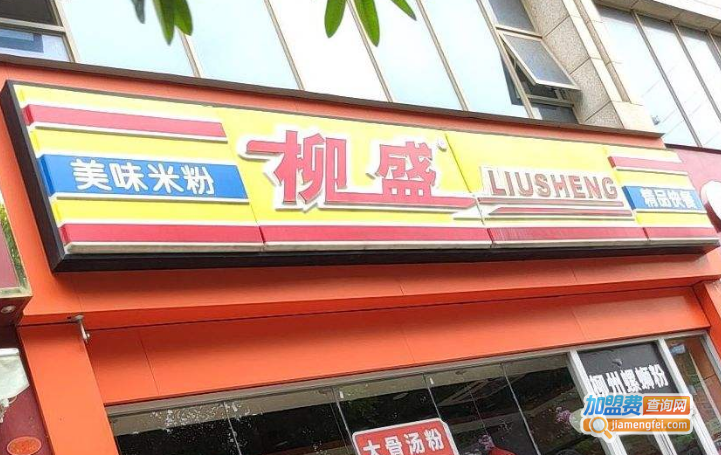 美味米粉
柳盛
LIUSHENG
精品快餐
柳州螺蛳粉
大骨汤粉
加盟费查询网
jiamengfei.com